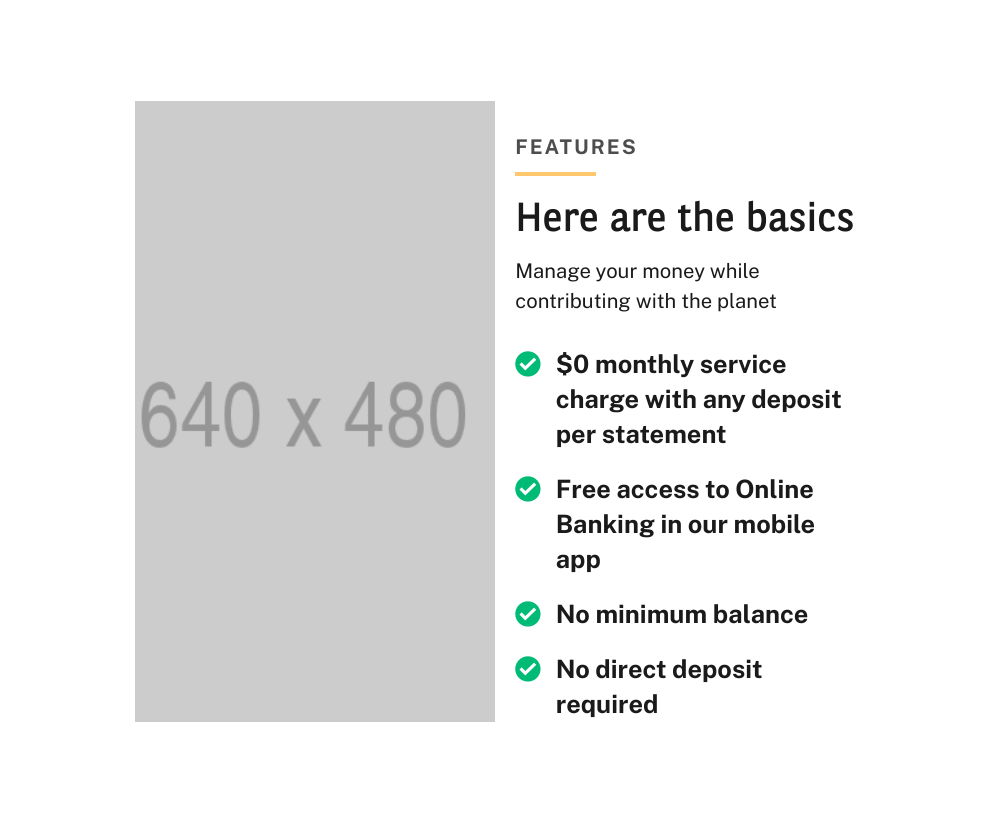 640 x 480
FEATURES
Here are the basics
Manage your money while
contributing with the planet
$0 monthly service
charge with any deposit
per statement
Free access to Online
Banking in our mobile
app
No minimum balance
No direct deposit
required